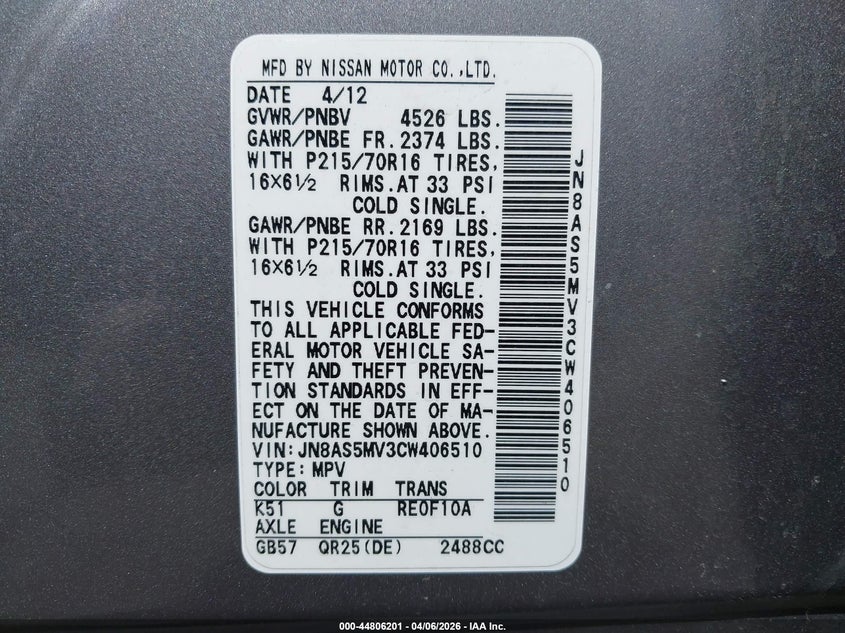 MFD BY NISSAN MOTOR CO.,LTD.
DATE 4/12
GVWR/PNBV 4526 LBS.
GAWR/PNBE FR. 2374 LBS.
WITH P215/70R16 TIRES,
16X6½ RIMS.AT 33 PSI
COLD SINGLE.
GAWR/PNBE RR. 2169 LBS.
WITH P215/70R16 TIRES,
16X6½ RIMS.AT 33 PSI
COLD SINGLE.
THIS VEHICLE CONFORMS
TO ALL APPLICABLE FED-
ERAL MOTOR VEHICLE SA-
FETY AND THEFT PREVEN-
TION STANDARDS IN EFF-
ECT ON THE DATE OF MA-
NUFACTURE SHOWN ABOVE.
VIN:JN8AS5MV3CW406510
TYPE:MPV
COLOR TRIM TRANS
K51 G RE0F10A
AXLE ENGINE
GB57 QR25(DE) 2488CC
JN8AS5MV3CW406510
000-44806201 - 04/06/2026 - IAA Inc.